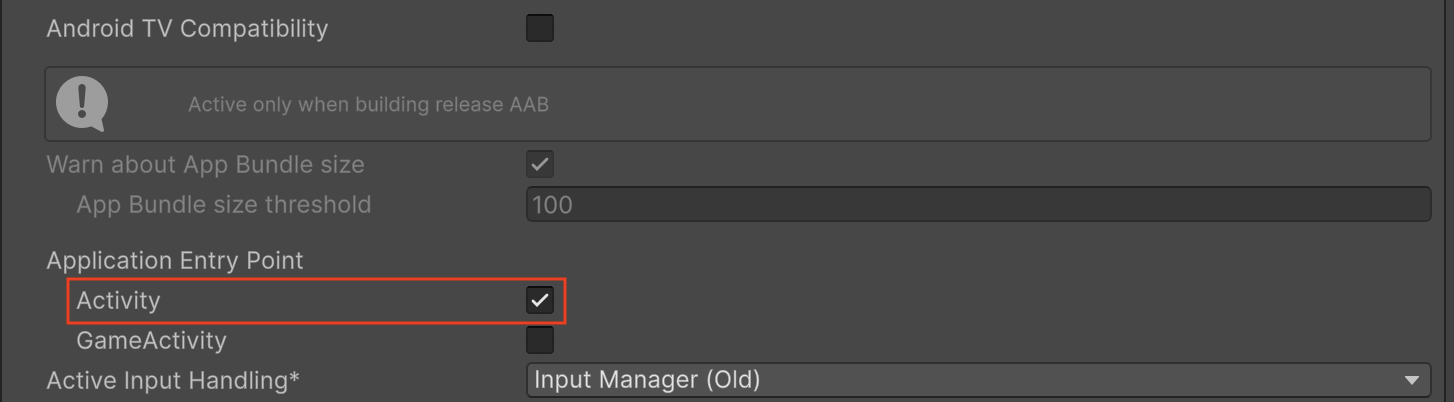 Android TV Compatibility
Active only when building release AAB
Warn about App Bundle size
App Bundle size threshold 100
Application Entry Point
Activity
GameActivity
Active Input Handling* Input Manager (Old)